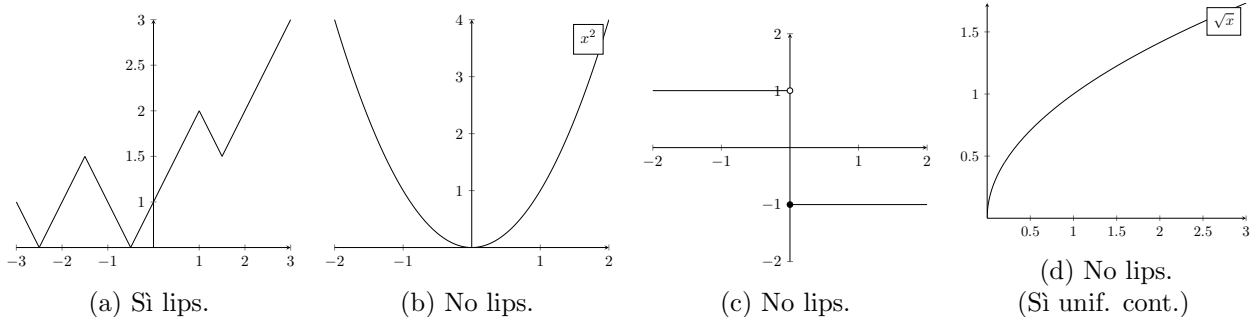 3
2.5
2
1.5
1
−3 −2 −1 1 2 3
(a) Sì lips.
4
3
2
1
−2 −1 1 2
x²
(b) No lips.
2
1
−1
−2
−2 −1 1 2
(c) No lips.
1.5
1
0.5
0.5 1 1.5 2 2.5 3
√x
(d) No lips.
(Sì unif. cont.)